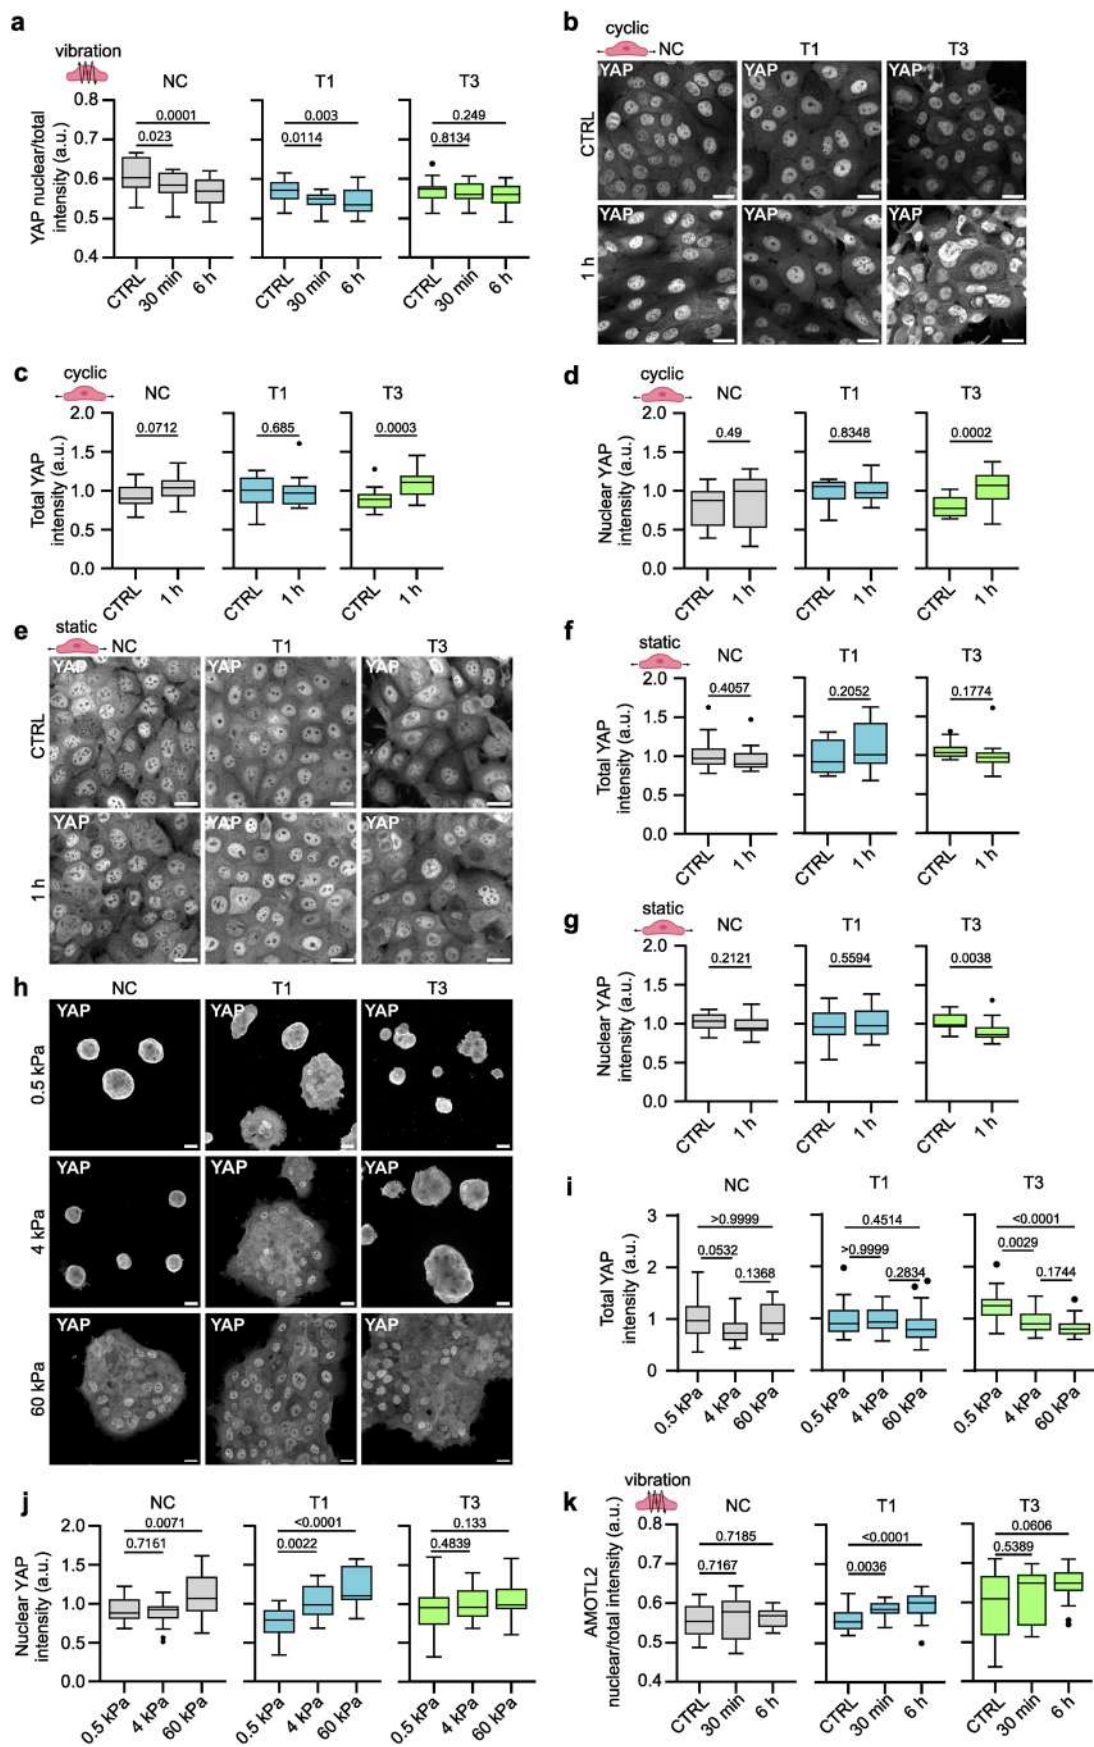 a
vibration
NC
T1
T3
YAP nuclear/total
intensity (a.u.)
0.8
0.7
0.6
0.5
0.4
0.0001
0.023
0.003
0.0114
0.249
0.8134
CTRL
30 min
6 h
CTRL
30 min
6 h
CTRL
30 min
6 h
b
cyclic
NC
T1
T3
CTRL
YAP
YAP
YAP
1 h
YAP
YAP
YAP
c
cyclic
NC
T1
T3
Total YAP
intensity (a.u.)
2.0
1.5
1.0
0.5
0.0
0.0712
0.685
0.0003
CTRL
1 h
CTRL
1 h
CTRL
1 h
d
cyclic
NC
T1
T3
Nuclear YAP
intensity (a.u.)
2.0
1.5
1.0
0.5
0.0
0.49
0.8348
0.0002
CTRL
1 h
CTRL
1 h
CTRL
1 h
e
static
NC
T1
T3
CTRL
YAP
YAP
YAP
1 h
YAP
YAP
YAP
f
static
NC
T1
T3
Total YAP
intensity (a.u.)
2.0
1.5
1.0
0.5
0.0
0.4057
0.2052
0.1774
CTRL
1 h
CTRL
1 h
CTRL
1 h
g
static
NC
T1
T3
Nuclear YAP
intensity (a.u.)
2.0
1.5
1.0
0.5
0.0
0.2121
0.5594
0.0038
CTRL
1 h
CTRL
1 h
CTRL
1 h
h
NC
T1
T3
0.5 kPa
YAP
YAP
YAP
4 kPa
YAP
YAP
YAP
60 kPa
YAP
YAP
YAP
i
NC
T1
T3
Total YAP
intensity (a.u.)
3
2
1
0
>0.9999
0.0532
0.1368
0.4514
>0.9999
0.2834
<0.0001
0.0029
0.1744
0.5 kPa
4 kPa
60 kPa
0.5 kPa
4 kPa
60 kPa
0.5 kPa
4 kPa
60 kPa
j
NC
T1
T3
Nuclear YAP
intensity (a.u.)
2.0
1.5
1.0
0.5
0.0
0.0071
0.7161
<0.0001
0.0022
0.133
0.4839
0.5 kPa
4 kPa
60 kPa
0.5 kPa
4 kPa
60 kPa
0.5 kPa
4 kPa
60 kPa
k
vibration
NC
T1
T3
AMOTL2
nuclear/total intensity (a.u.)
0.8
0.7
0.6
0.5
0.4
0.7185
0.7167
<0.0001
0.0036
0.0606
0.5389
CTRL
30 min
6 h
CTRL
30 min
6 h
CTRL
30 min
6 h